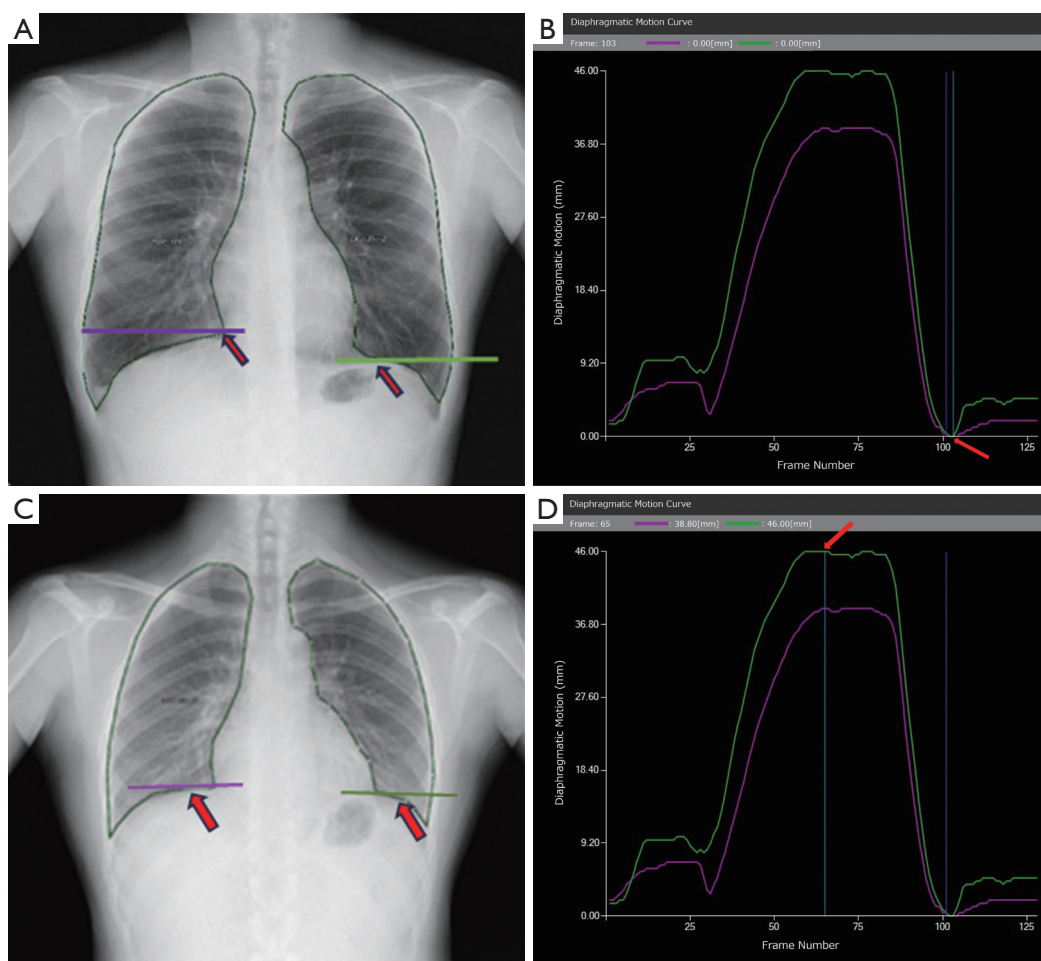 A
B
Diaphragmatic Motion Curve
Frame: 103 : 0.00[mm] : 0.00[mm]
46.00
36.80
27.60
18.40
9.20
0.00
Diaphragmatic Motion (mm)
25 50 75 100 125
Frame Number
C
D
Diaphragmatic Motion Curve
Frame: 65 : 38.80[mm] : 46.00[mm]
46.00
36.80
27.60
18.40
9.20
0.00
Diaphragmatic Motion (mm)
25 50 75 100 125
Frame Number